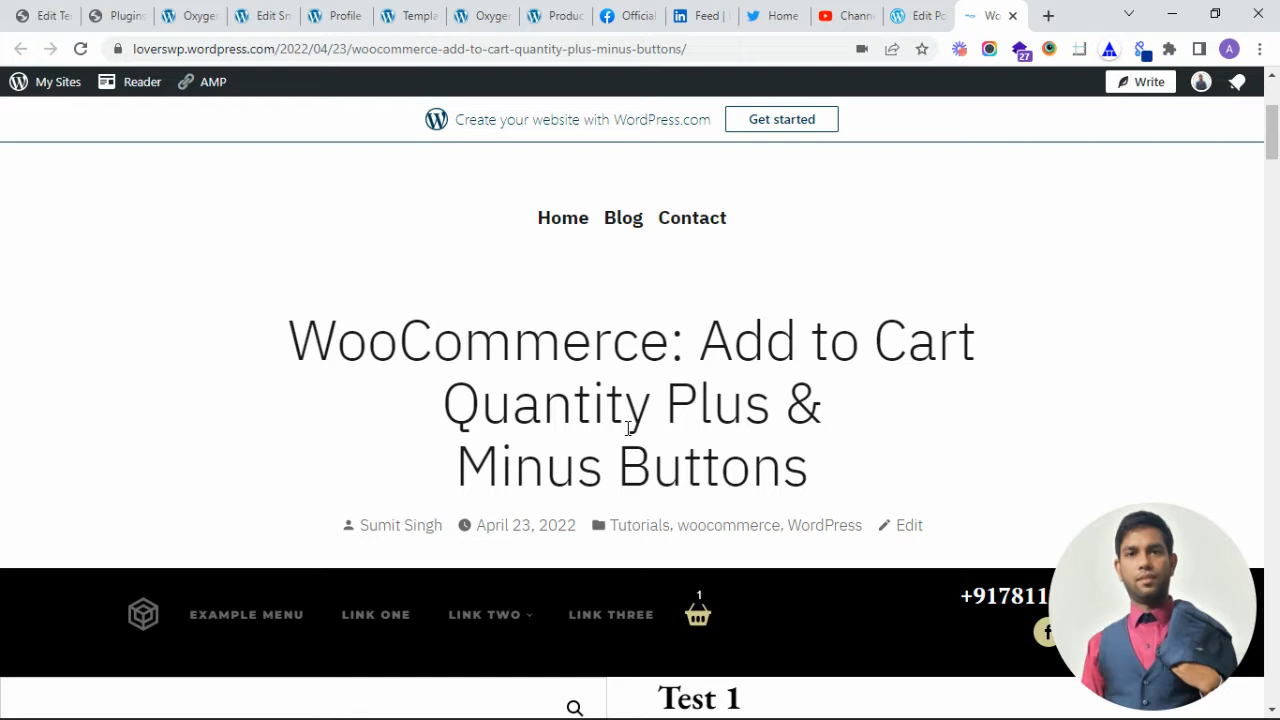 Edit Te
Plugins
Oxyger
Edit Sn
Profile
Templa
Oxyger
Produc
Official
Feed |
Home
Chann
Edit Po
Wo
loverswp.wordpress.com/2022/04/23/woocommerce-add-to-cart-quantity-plus-minus-buttons/
27
A
My Sites
Reader
AMP
Write
Create your website with WordPress.com
Get started
Home Blog Contact
WooCommerce: Add to Cart
Quantity Plus &
Minus Buttons
Sumit Singh April 23, 2022 Tutorials, woocommerce, WordPress Edit
EXAMPLE MENU LINK ONE LINK TWO LINK THREE 1
+917811
Test 1